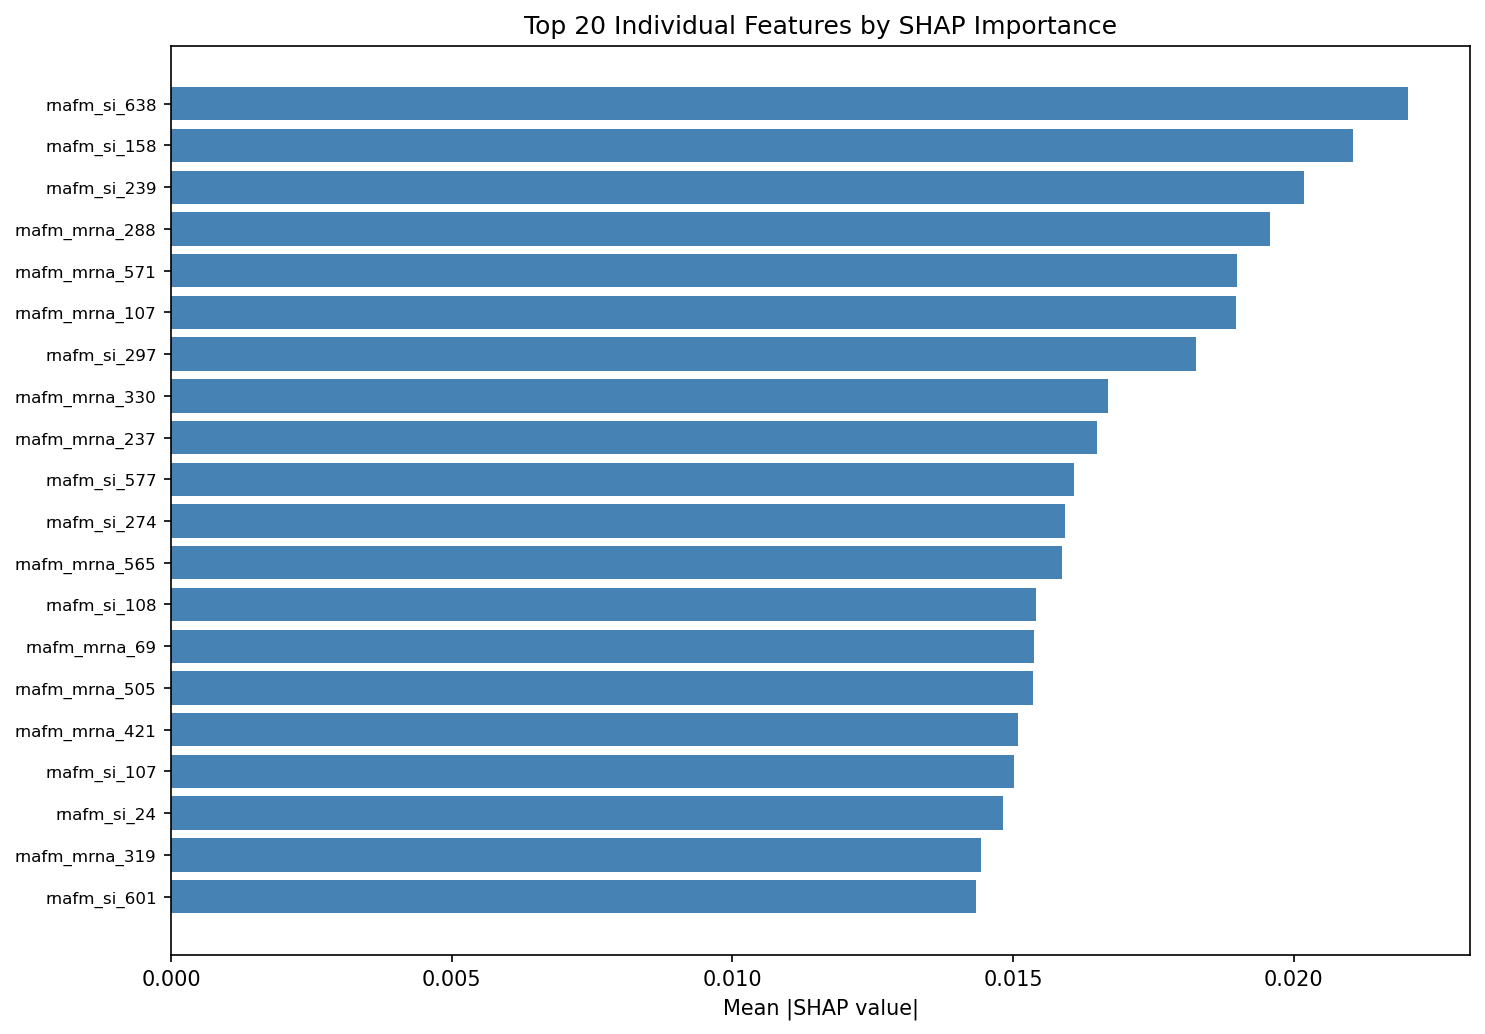 Top 20 Individual Features by SHAP Importance
rnafm_si_638
rnafm_si_158
rnafm_si_239
rnafm_mrna_288
rnafm_mrna_571
rnafm_mrna_107
rnafm_si_297
rnafm_mrna_330
rnafm_mrna_237
rnafm_si_577
rnafm_si_274
rnafm_mrna_565
rnafm_si_108
rnafm_mrna_69
rnafm_mrna_505
rnafm_mrna_421
rnafm_si_107
rnafm_si_24
rnafm_mrna_319
rnafm_si_601
0.000 0.005 0.010 0.015 0.020
Mean |SHAP value|